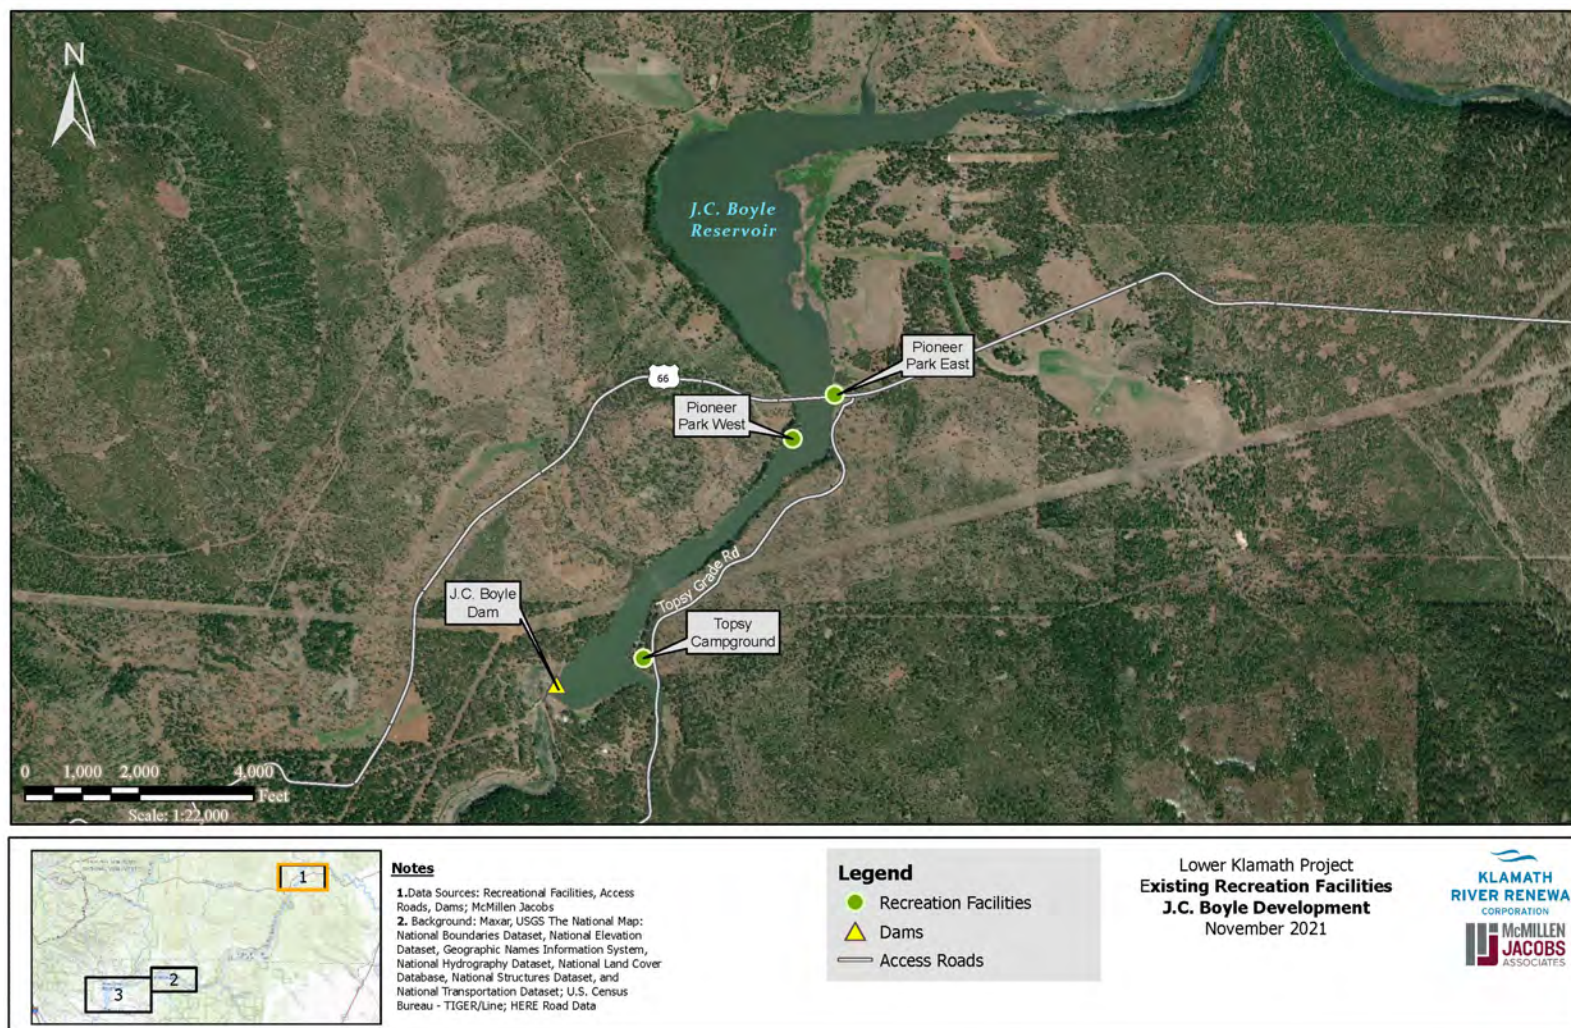 N
J.C. Boyle
Reservoir
Pioneer
Park East
66
Pioneer
Park West
Topsy Grade Rd
J.C. Boyle
Dam
Topsy
Campground
0 1,000 2,000 4,000
Feet
Scale: 1:22,000
1
2
3
Notes
1.Data Sources: Recreational Facilities, Access
Roads, Dams; McMillen Jacobs
2. Background: Maxar, USGS The National Map:
National Boundaries Dataset, National Elevation
Dataset, Geographic Names Information System,
National Hydrography Dataset, National Land Cover
Database, National Structures Dataset, and
National Transportation Dataset; U.S. Census
Bureau - TIGER/Line; HERE Road Data
Legend
Recreation Facilities
Dams
Access Roads
Lower Klamath Project
Existing Recreation Facilities
J.C. Boyle Development
November 2021
KLAMATH
RIVER RENEWA
CORPORATION
McMILLEN
JACOBS
ASSOCIATES